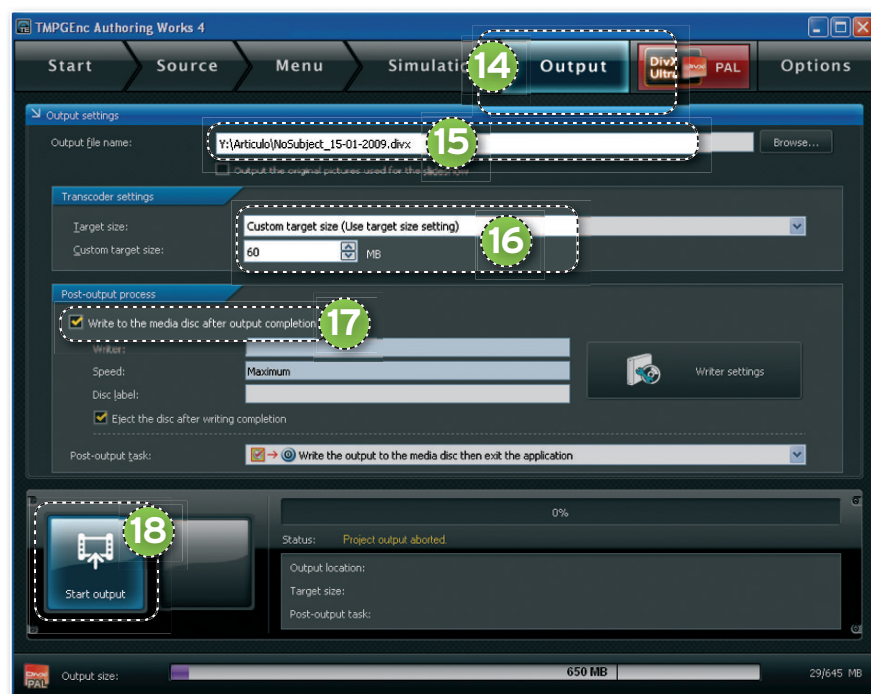 TMPGEnc Authoring Works 4
Start Source Menu Simulatic 14 Output DivX Ultra DivX PAL Options
Output settings
Output file name: Y:\Articulo\NoSubject_15-01-2009.divx 15 Browse...
Output the original pictures used for the slideshow
Transcoder settings
Target size: Custom target size (Use target size setting)
Custom target size: 60 MB 16
Post-output process
Write to the media disc after output completion 17
Writer:
Speed: Maximum Writer settings
Disc label:
Eject the disc after writing completion
Post-output task: Write the output to the media disc then exit the application
0%
18 Status: Project output aborted.
Output location:
Start output Target size:
Post-output task:
DivX PAL Output size: 650 MB 29/645 MB